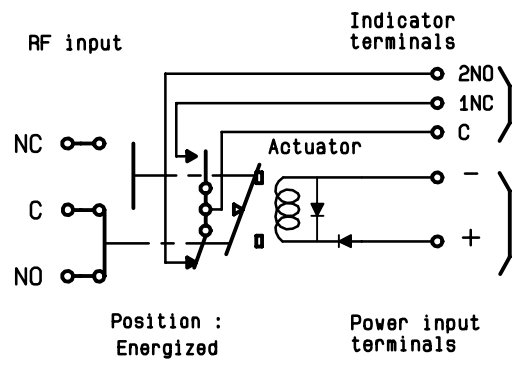 Indicator
terminals
RF input
2NO
1NC
C
NC
Actuator
−
C
+
NO
Position :
Energized
Power input
terminals